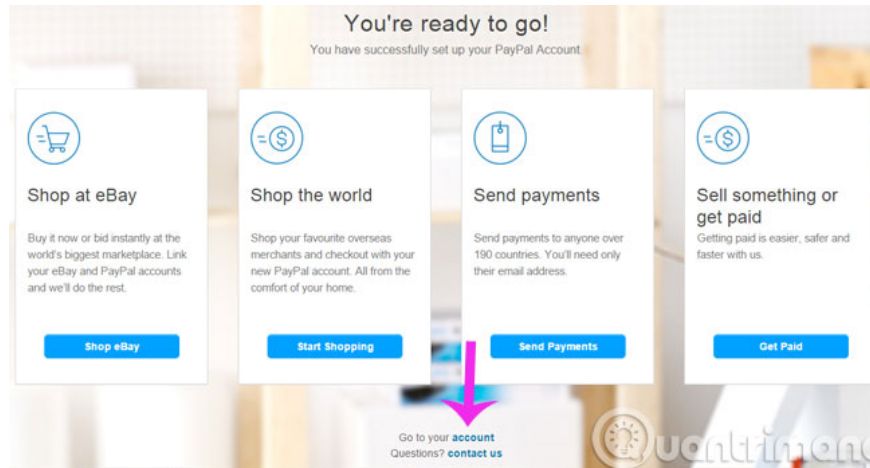 You're ready to go!
You have successfully set up your PayPal Account.
Shop at eBay
Buy it now or bid instantly at the
world's biggest marketplace. Link
your eBay and PayPal accounts
and we'll do the rest.
Shop eBay
Shop the world
Shop your favourite overseas
merchants and checkout with your
new PayPal account. All from the
comfort of your home.
Start Shopping
Send payments
Send payments to anyone over
190 countries. You'll need only
their email address.
Send Payments
Sell something or
get paid
Getting paid is easier, safer and
faster with us.
Get Paid
Go to your account
Questions? contact us
Quantrimang